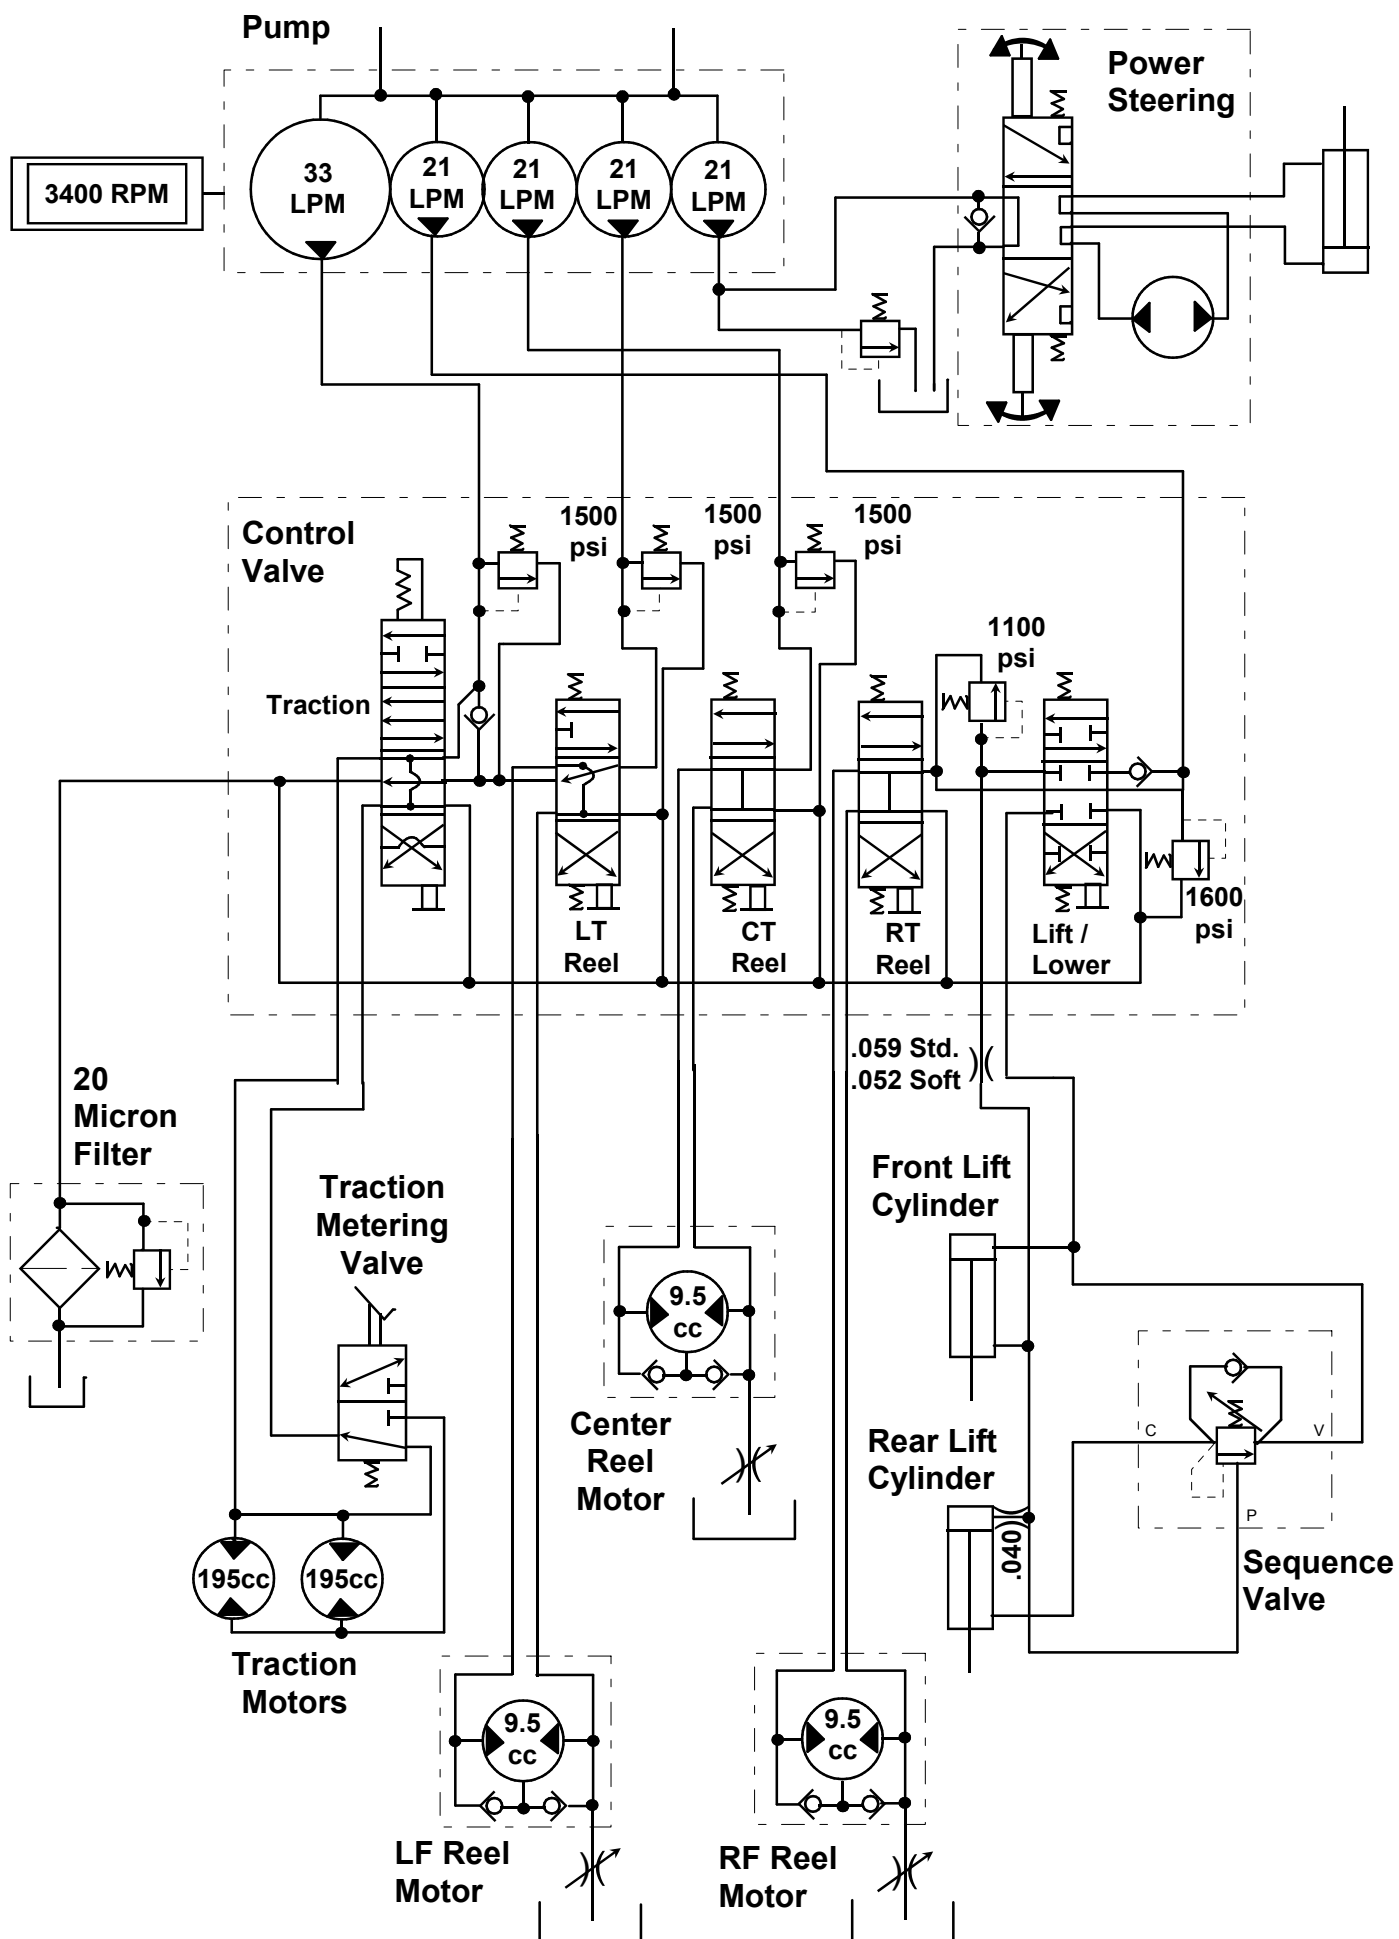 Pump
Power
Steering
3400 RPM
33
LPM
21
LPM
21
LPM
21
LPM
21
LPM
Control
Valve
1500
psi
1500
psi
1500
psi
1100
psi
Traction
1600
psi
LT
Reel
CT
Reel
RT
Reel
Lift /
Lower
.059 Std.
.052 Soft
20
Micron
Filter
Traction
Metering
Valve
Front Lift
Cylinder
9.5
cc
Center
Reel
Motor
Rear Lift
Cylinder
C
V
P
.040
Sequence
Valve
195cc
195cc
Traction
Motors
9.5
cc
9.5
cc
LF Reel
Motor
RF Reel
Motor